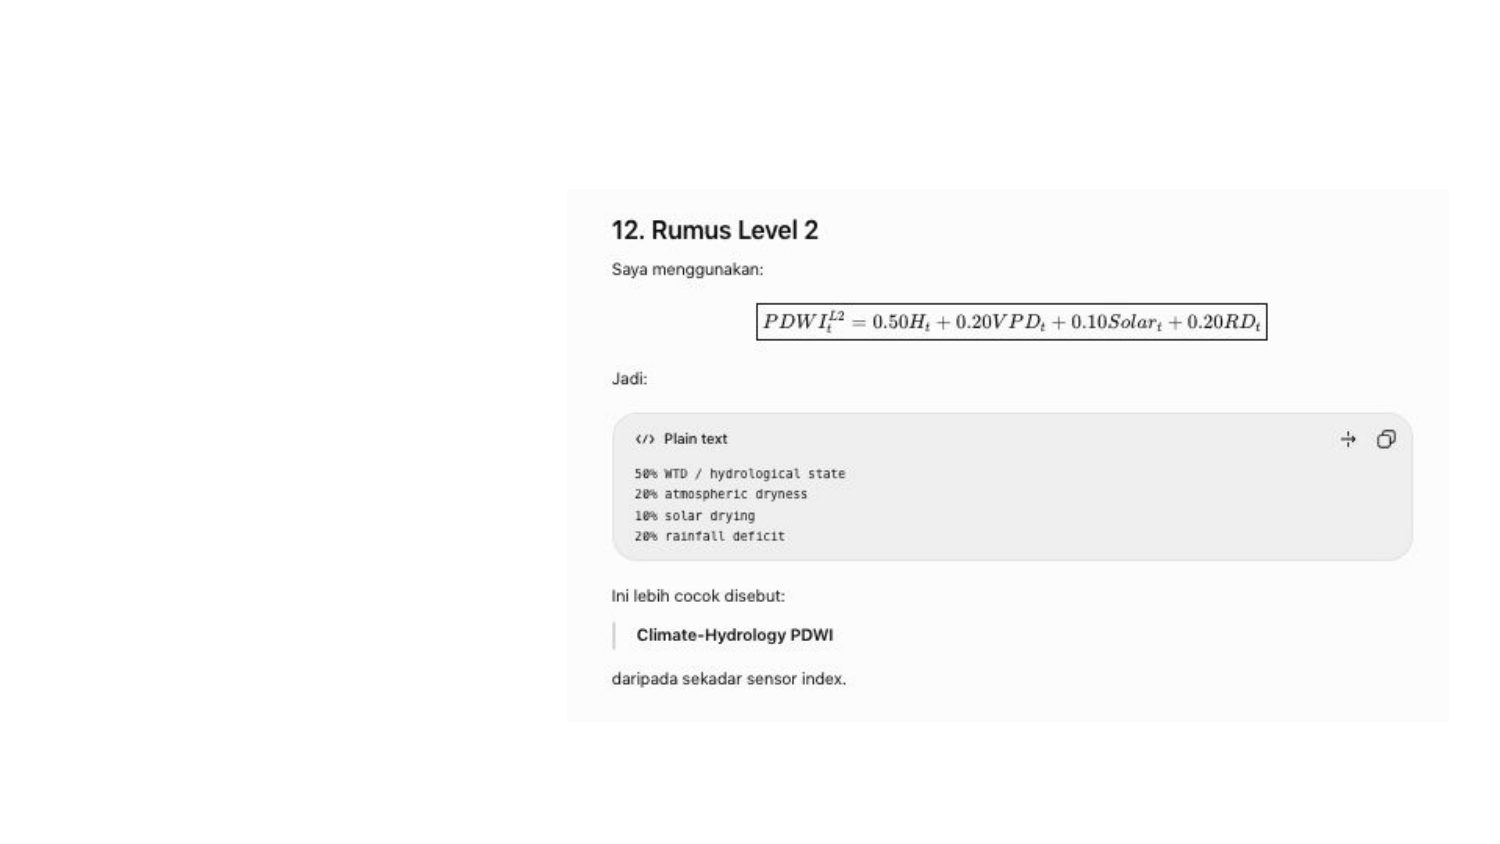 12. Rumus Level 2
Saya menggunakan:
PDWI_t^{L2} = 0.50H_t + 0.20VPD_t + 0.10Solar_t + 0.20RD_t
Jadi:
</> Plain text
50% WTD / hydrological state
20% atmospheric dryness
10% solar drying
20% rainfall deficit
Ini lebih cocok disebut:
Climate-Hydrology PDWI
daripada sekadar sensor index.